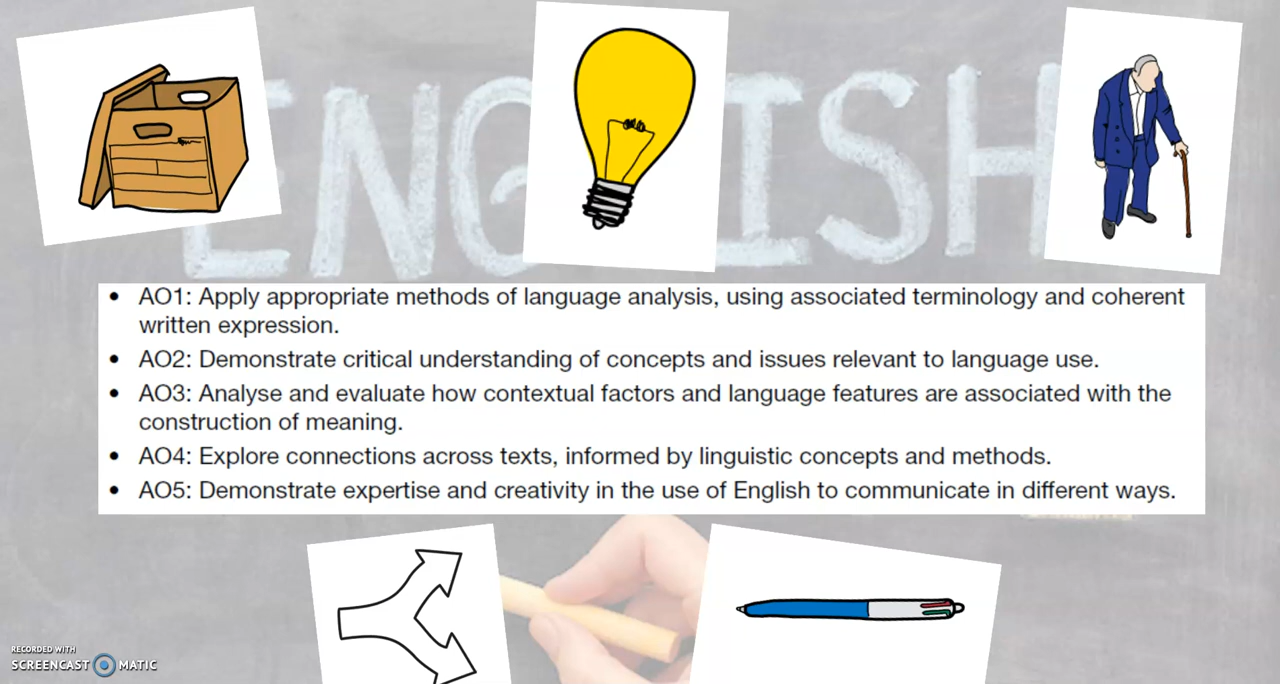 ENGLISH
• AO1: Apply appropriate methods of language analysis, using associated terminology and coherent
written expression.
• AO2: Demonstrate critical understanding of concepts and issues relevant to language use.
• AO3: Analyse and evaluate how contextual factors and language features are associated with the
construction of meaning.
• AO4: Explore connections across texts, informed by linguistic concepts and methods.
• AO5: Demonstrate expertise and creativity in the use of English to communicate in different ways.
RECORDED WITH
SCREENCAST MATIC